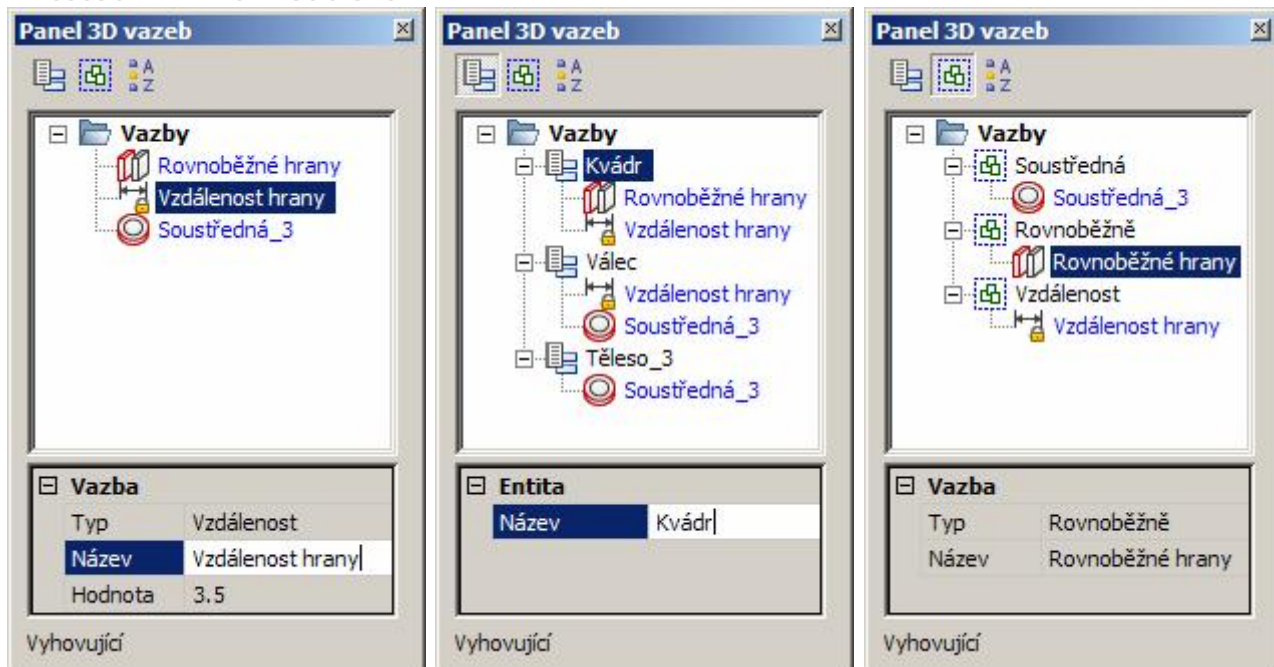 Panel 3D vazeb
A
Z
Vazby
Rovnoběžné hrany
Vzdálenost hrany
Soustředná_3
Vazba
Typ Vzdálenost
Název Vzdálenost hrany
Hodnota 3.5
Vyhovující
Panel 3D vazeb
A
Z
Vazby
Kvádr
Rovnoběžné hrany
Vzdálenost hrany
Válec
Vzdálenost hrany
Soustředná_3
Těleso_3
Soustředná_3
Entita
Název Kvádr
Vyhovující
Panel 3D vazeb
A
Z
Vazby
Soustředná
Soustředná_3
Rovnoběžně
Rovnoběžné hrany
Vzdálenost
Vzdálenost hrany
Vazba
Typ Rovnoběžně
Název Rovnoběžné hrany
Vyhovující